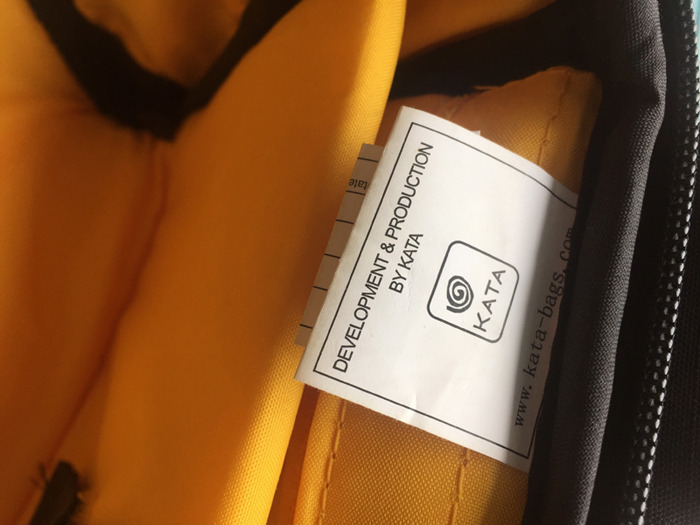 DEVELOPMENT & PRODUCTION
BY KATA
KATA
www.kata-bags.com